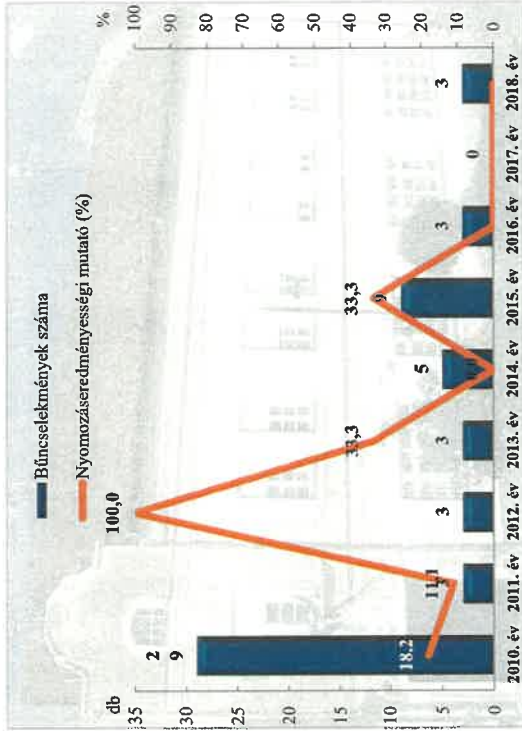 Bűncselekmények száma
Nyomozáseredményességi mutató (%)
db
%
35
30
25
20
15
10
5
0
100
90
80
70
60
50
40
30
20
10
0
2
9
18,2
11,1
3
100,0
3
33,3
3
5
33,3
9
3
0
3
2010. év
2011. év
2012. év
2013. év
2014. év
2015. év
2016. év
2017. év
2018. év